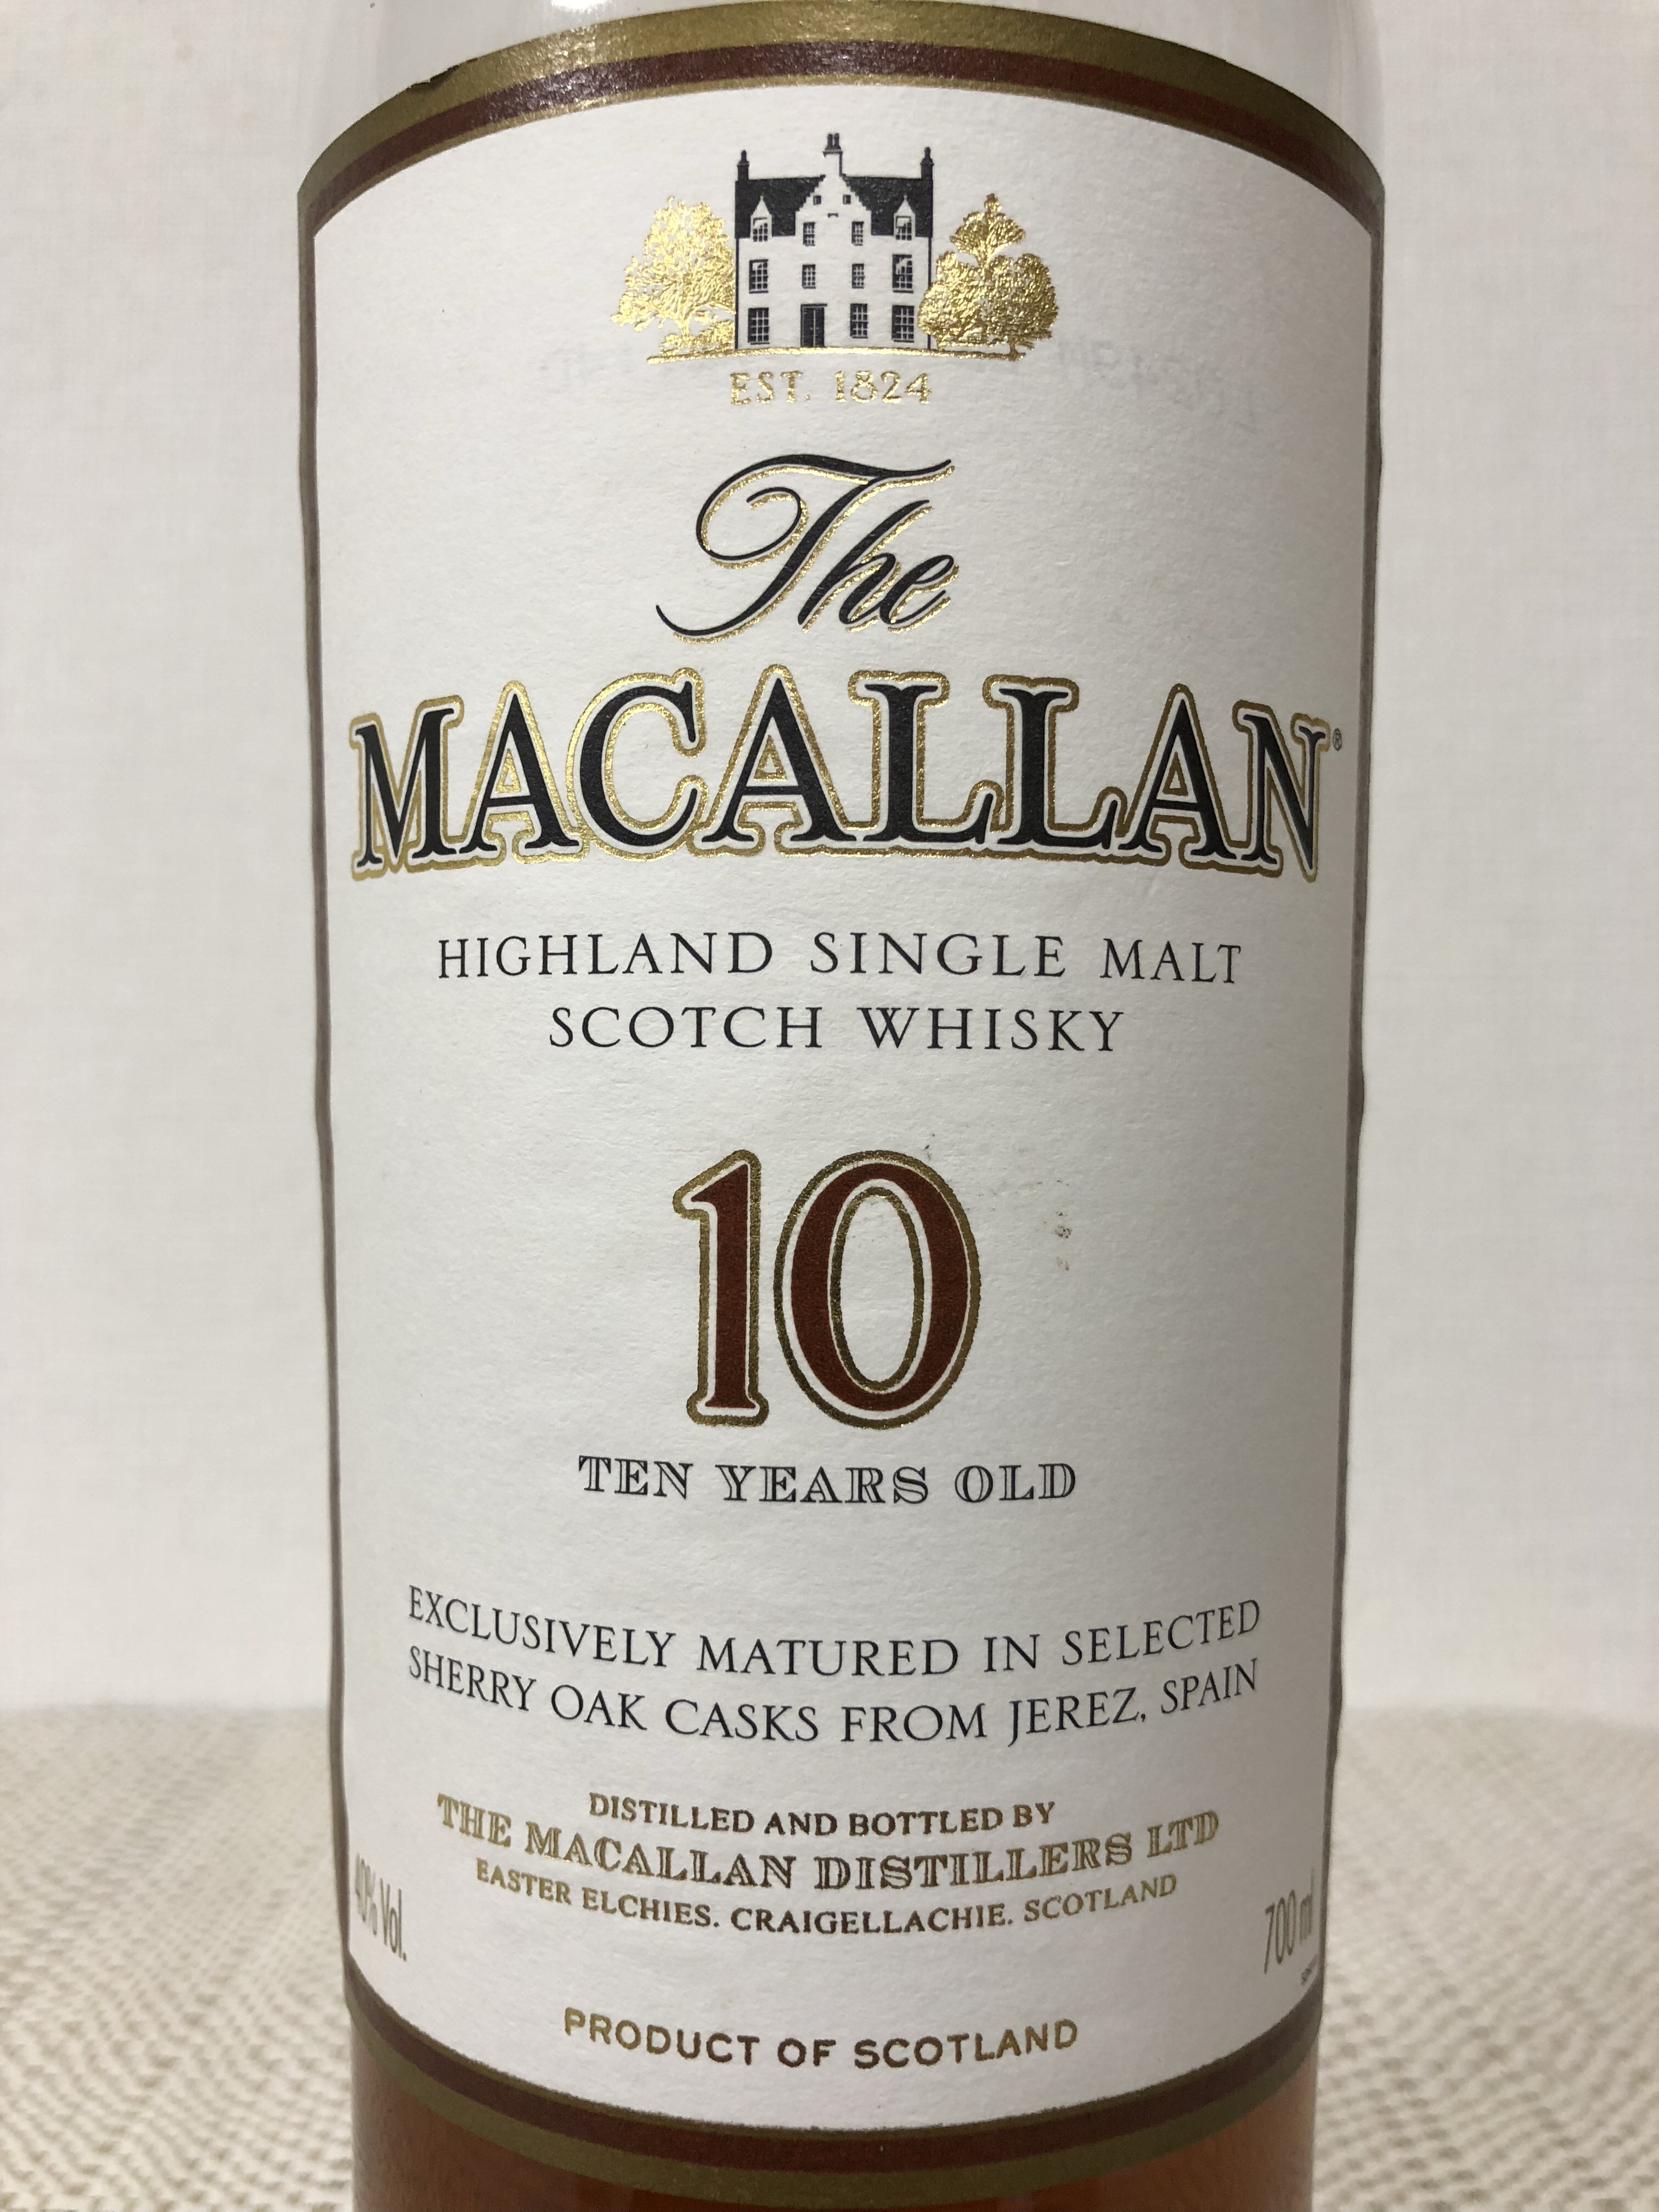 EST. 1824
The
MACALLAN®
HIGHLAND SINGLE MALT
SCOTCH WHISKY
10
TEN YEARS OLD
EXCLUSIVELY MATURED IN SELECTED
SHERRY OAK CASKS FROM JEREZ, SPAIN
DISTILLED AND BOTTLED BY
THE MACALLAN DISTILLERS LTD
EASTER ELCHIES. CRAIGELLACHIE. SCOTLAND
40% Vol.
700 ml
PRODUCT OF SCOTLAND